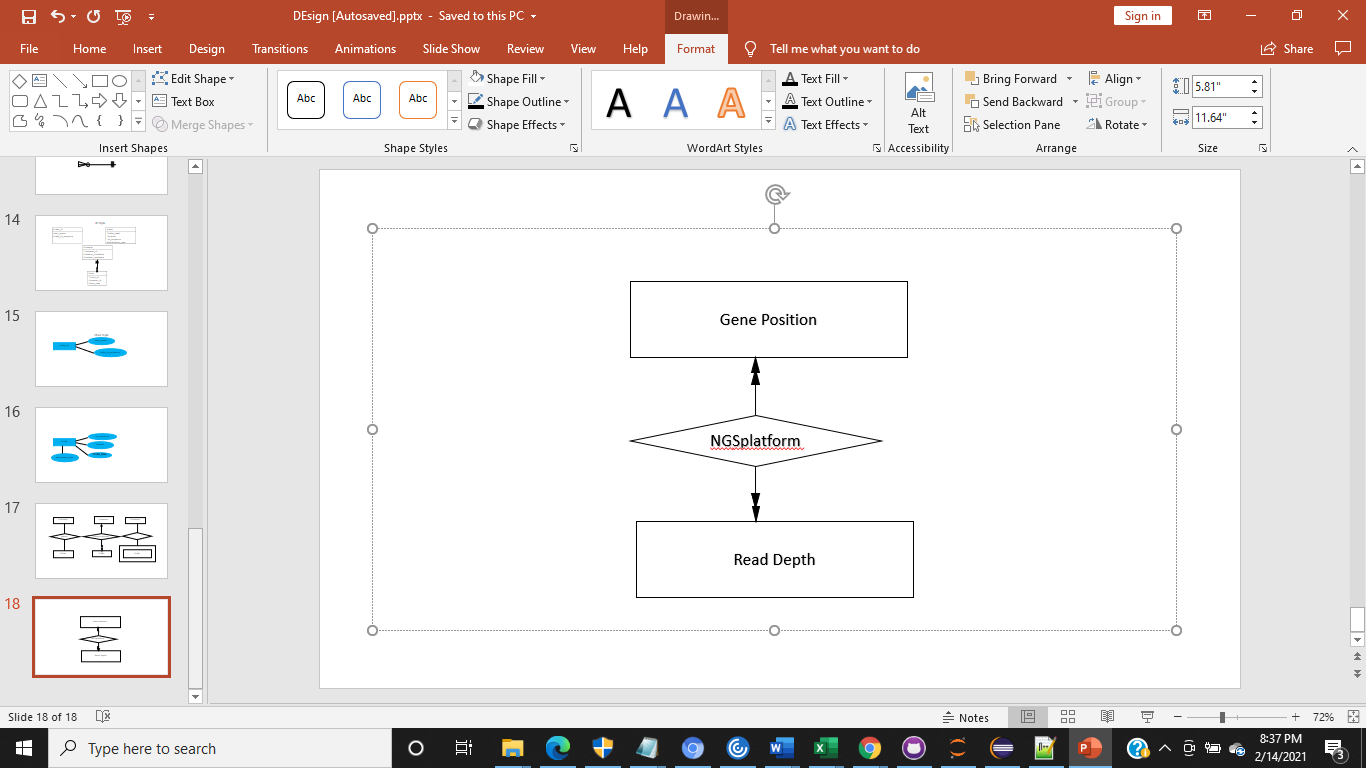 DEsign [Autosaved].pptx - Saved to this PC
Drawin...
Sign in
File Home Insert Design Transitions Animations Slide Show Review View Help Format Tell me what you want to do Share
Edit Shape
Text Box
Merge Shapes
Insert Shapes
Abc Abc Abc
Shape Fill
Shape Outline
Shape Effects
Shape Styles
A A A
Text Fill
Text Outline
Text Effects
WordArt Styles
Alt
Text
Accessibility
Bring Forward
Send Backward
Selection Pane
Align
Group
Rotate
Arrange
5.81"
11.64"
Size
14
15
16
17
18
Gene Position
NGSplatform
Read Depth
Slide 18 of 18
Notes
72%
Type here to search
8:37 PM
2/14/2021
3